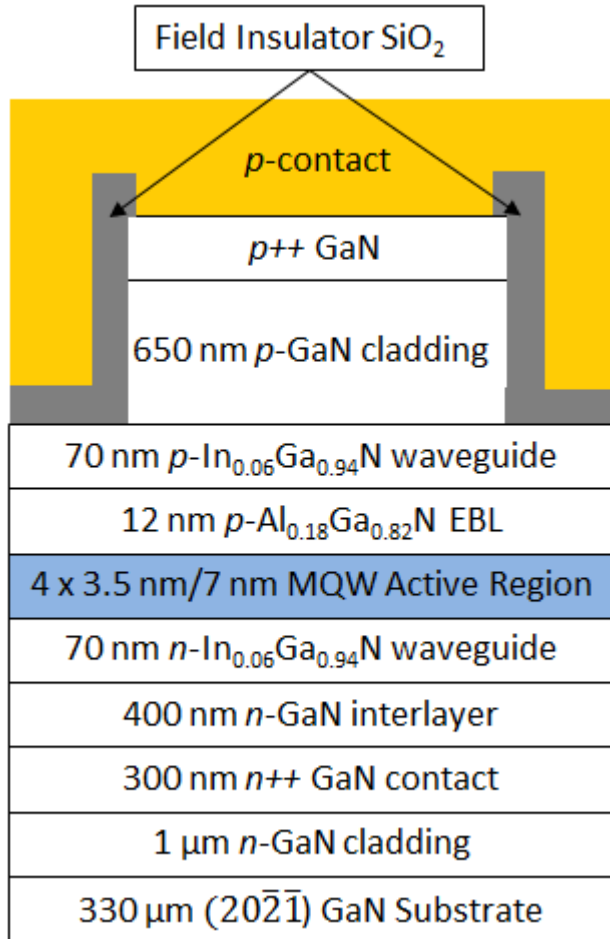 Field Insulator SiO₂
p-contact
p++ GaN
650 nm p-GaN cladding
70 nm p-In₀.₀₆Ga₀.₉₄N waveguide
12 nm p-Al₀.₁₈Ga₀.₈₂N EBL
4 x 3.5 nm/7 nm MQW Active Region
70 nm n-In₀.₀₆Ga₀.₉₄N waveguide
400 nm n-GaN interlayer
300 nm n++ GaN contact
1 µm n-GaN cladding
330 µm (202̄1̄) GaN Substrate